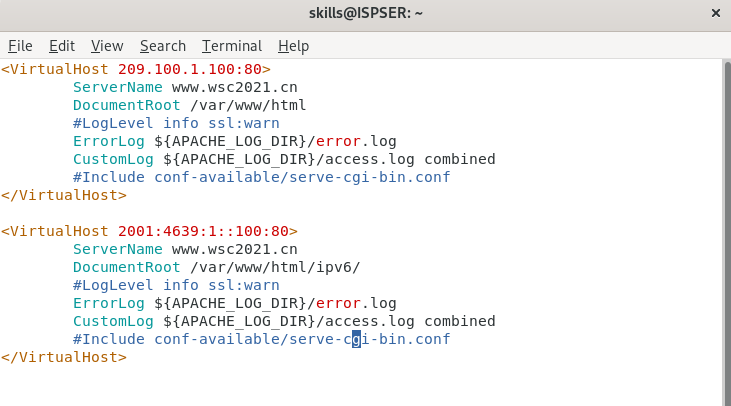 skills@ISPSER: ~ ×
File Edit View Search Terminal Help
<VirtualHost 209.100.1.100:80>
        ServerName www.wsc2021.cn
        DocumentRoot /var/www/html
        #LogLevel info ssl:warn
        ErrorLog ${APACHE_LOG_DIR}/error.log
        CustomLog ${APACHE_LOG_DIR}/access.log combined
        #Include conf-available/serve-cgi-bin.conf
</VirtualHost>

<VirtualHost 2001:4639:1::100:80>
        ServerName www.wsc2021.cn
        DocumentRoot /var/www/html/ipv6/
        #LogLevel info ssl:warn
        ErrorLog ${APACHE_LOG_DIR}/error.log
        CustomLog ${APACHE_LOG_DIR}/access.log combined
        #Include conf-available/serve-cgi-bin.conf
</VirtualHost>